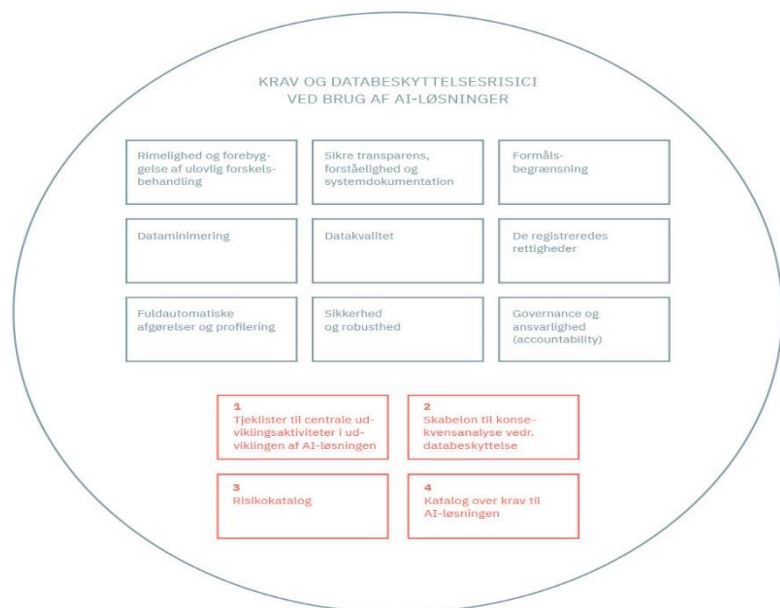 KRAV OG DATABESKYTTELSESRISICI
VED BRUG AF AI-LØSNINGER
Rimelighed og forebyg-
gelse af ulovlig forskels-
behandling
Sikre transparens,
forståelighed og
systemdokumentation
Formåls-
begrænsning
Dataminimering
Datakvalitet
De registreredes
rettigheder
Fuldautomatiske
afgørelser og profilering
Sikkerhed
og robusthed
Governance og
ansvarlighed
(accountability)
1
Tjeklister til centrale ud-
viklingsaktiviteter i ud-
viklingen af AI-løsningen
2
Skabelon til konse-
kvensanalyse vedr.
databeskyttelse
3
Risikokatalog
4
Katalog over krav til
AI-løsningen